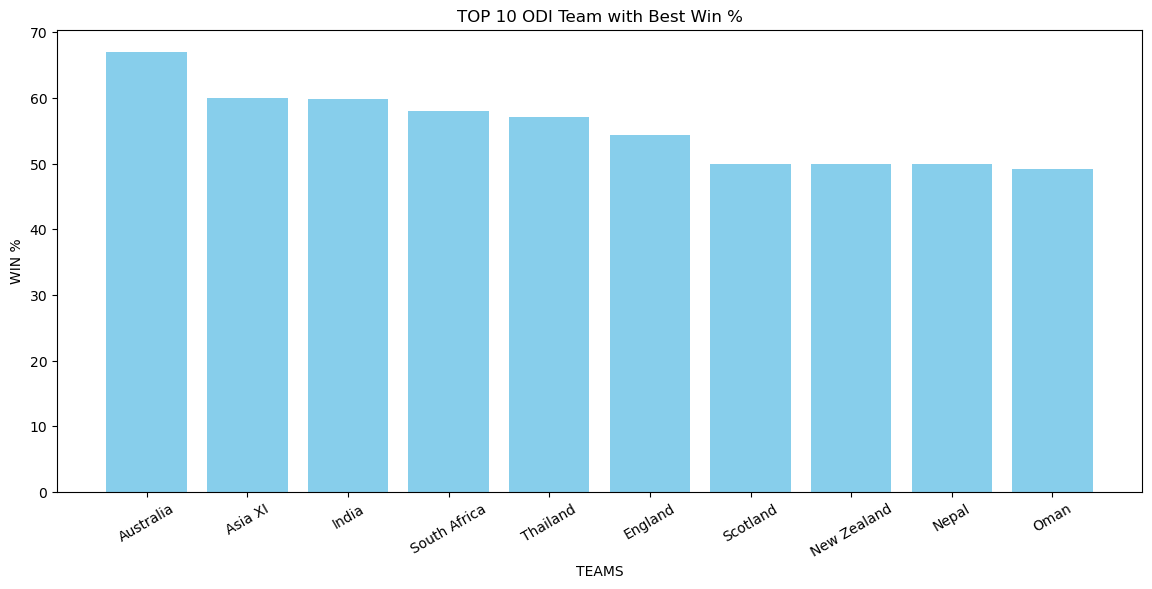 TOP 10 ODI Team with Best Win %
70
60
50
40
30
20
10
0
WIN %
Australia
Asia XI
India
South Africa
Thailand
England
Scotland
New Zealand
Nepal
Oman
TEAMS